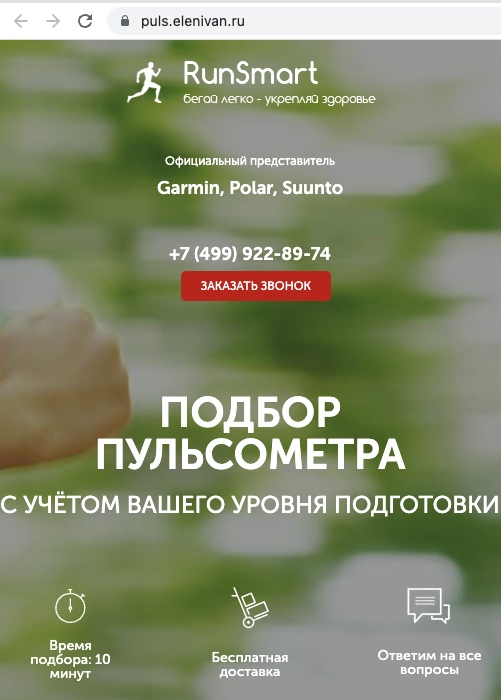 puls.elenivan.ru
RunSmart
бегай легко - укрепляй здоровье
Официальный представитель
Garmin, Polar, Suunto
+7 (499) 922-89-74
ЗАКАЗАТЬ ЗВОНОК
ПОДБОР
ПУЛЬСОМЕТРА
С УЧЁТОМ ВАШЕГО УРОВНЯ ПОДГОТОВКИ
Время
подбора: 10
минут
Бесплатная
доставка
Ответим на все
вопросы